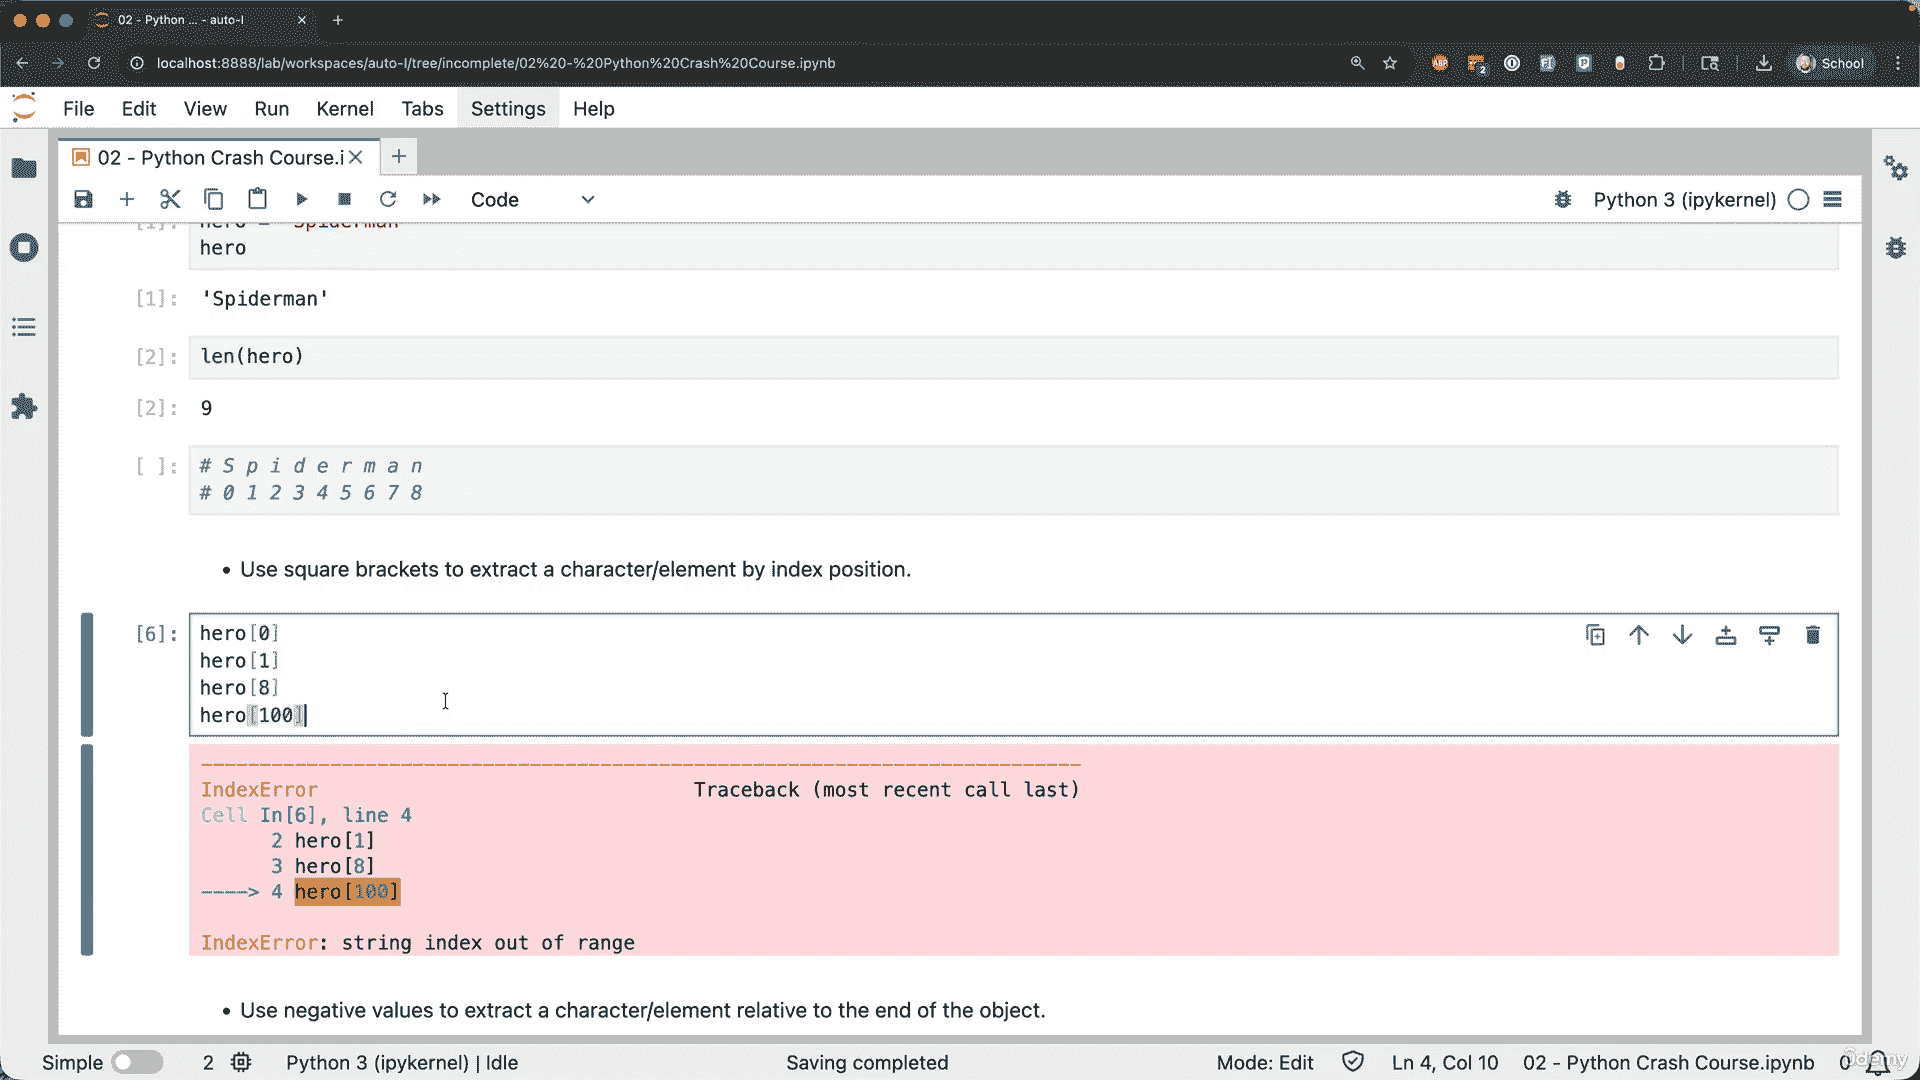 02 - Python ... - auto-I
localhost:8888/lab/workspaces/auto-I/tree/incomplete/02%20-%20Python%20Crash%20Course.ipynb
2
School
File Edit View Run Kernel Tabs Settings Help
02 - Python Crash Course.i
Code
Python 3 (ipykernel)
[1]: hero = "Spiderman"
hero
[1]: 'Spiderman'
[2]: len(hero)
[2]: 9
[ ]: # S p i d e r m a n
# 0 1 2 3 4 5 6 7 8
• Use square brackets to extract a character/element by index position.
[6]: hero[0]
hero[1]
hero[8]
hero[100]
IndexError Traceback (most recent call last)
Cell In[6], line 4
2 hero[1]
3 hero[8]
----> 4 hero[100]
IndexError: string index out of range
• Use negative values to extract a character/element relative to the end of the object.
Simple 2 Python 3 (ipykernel) | Idle Saving completed Mode: Edit Ln 4, Col 10 02 - Python Crash Course.ipynb 0
udemy